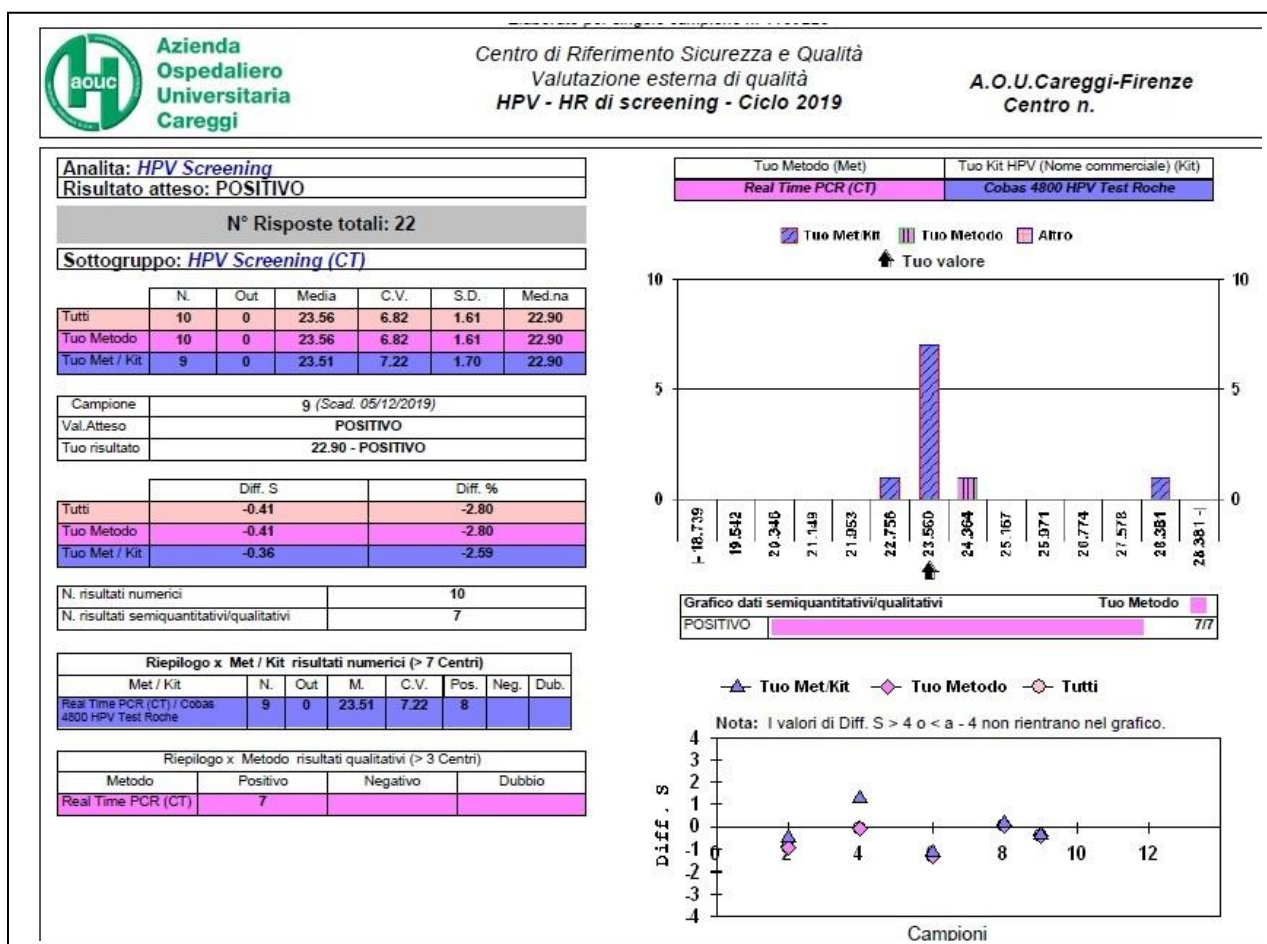 Azienda
Ospedaliero
Universitaria
Careggi
aouc
Centro di Riferimento Sicurezza e Qualità
Valutazione esterna di qualità
HPV - HR di screening - Ciclo 2019
A.O.U.Careggi-Firenze
Centro n.
Analita: HPV Screening
Risultato atteso: POSITIVO
N° Risposte totali: 22
Sottogruppo: HPV Screening (CT)
N. Out Media C.V. S.D. Med.na
Tutti 10 0 23.56 6.82 1.61 22.90
Tuo Metodo 10 0 23.56 6.82 1.61 22.90
Tuo Met / Kit 9 0 23.51 7.22 1.70 22.90
Campione 9 (Scad. 05/12/2019)
Val.Atteso POSITIVO
Tuo risultato 22.90 - POSITIVO
Diff. S Diff. %
Tutti -0.41 -2.80
Tuo Metodo -0.41 -2.80
Tuo Met / Kit -0.36 -2.59
N. risultati numerici 10
N. risultati semiquantitativi/qualitativi 7
Riepilogo x Met / Kit risultati numerici (> 7 Centri)
Met / Kit N. Out M. C.V. Pos. Neg. Dub.
Real Time PCR (CT) / Cobas 9 0 23.51 7.22 8
4800 HPV Test Roche
Riepilogo x Metodo risultati qualitativi (> 3 Centri)
Metodo Positivo Negativo Dubbio
Real Time PCR (CT) 7
Tuo Metodo (Met) Tuo Kit HPV (Nome commerciale) (Kit)
Real Time PCR (CT) Cobas 4800 HPV Test Roche
Tuo Met/Kit Tuo Metodo Altro
Tuo valore
10 10
5 5
0 0
|- 18.739 19.542 20.346 21.149 21.953 22.756 23.560 24.364 25.167 25.971 26.774 27.578 28.381 28.381 -|
Grafico dati semiquantitativi/qualitativi Tuo Metodo
POSITIVO 7/7
Tuo Met/Kit Tuo Metodo Tutti
Nota: I valori di Diff. S > 4 o < a - 4 non rientrano nel grafico.
Diff. S
4
3
2
1
0
-1
-2
-3
-4
0 2 4 6 8 10 12
Campioni